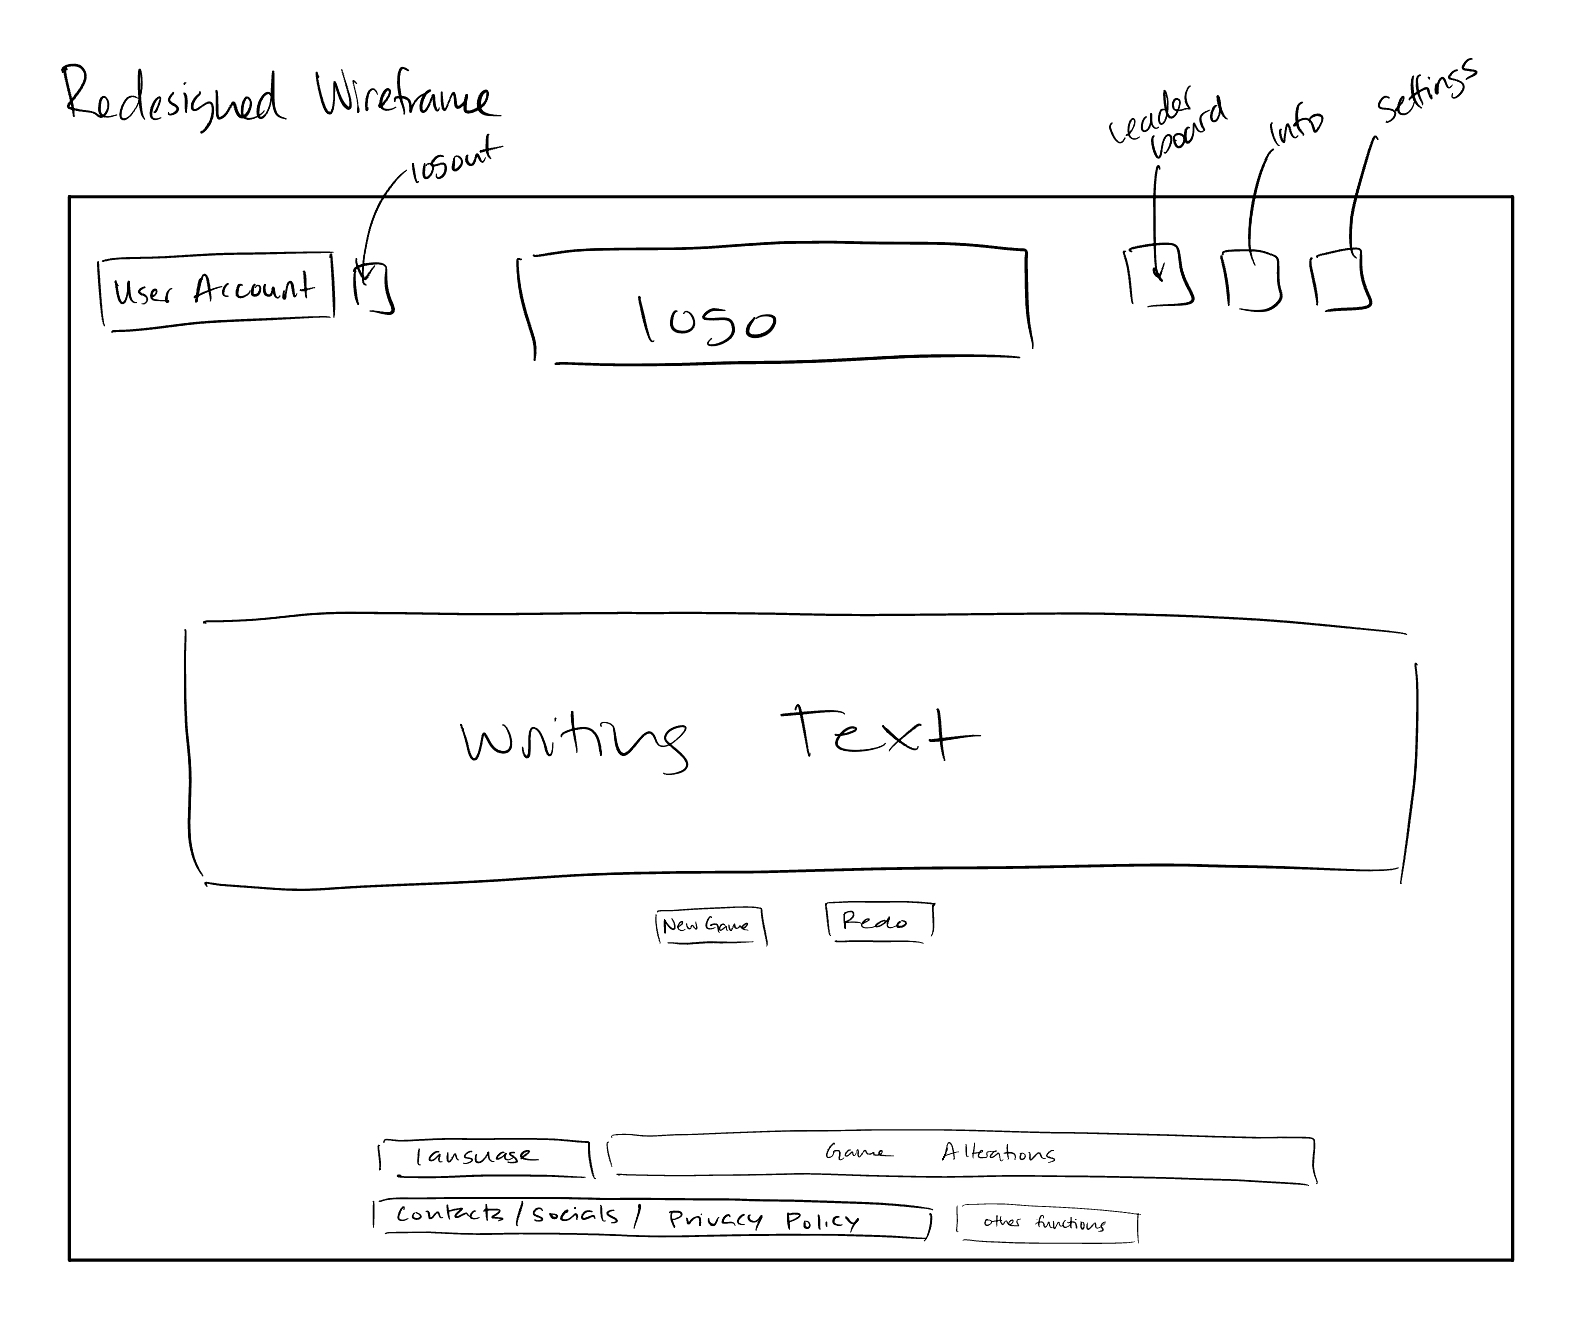 Redesigned Wireframe
logout
Leader
board
Info
Settings
User Account
logo
Writing Text
New Game
Redo
language
Game Alterations
Contacts / Socials / Privacy Policy
other functions